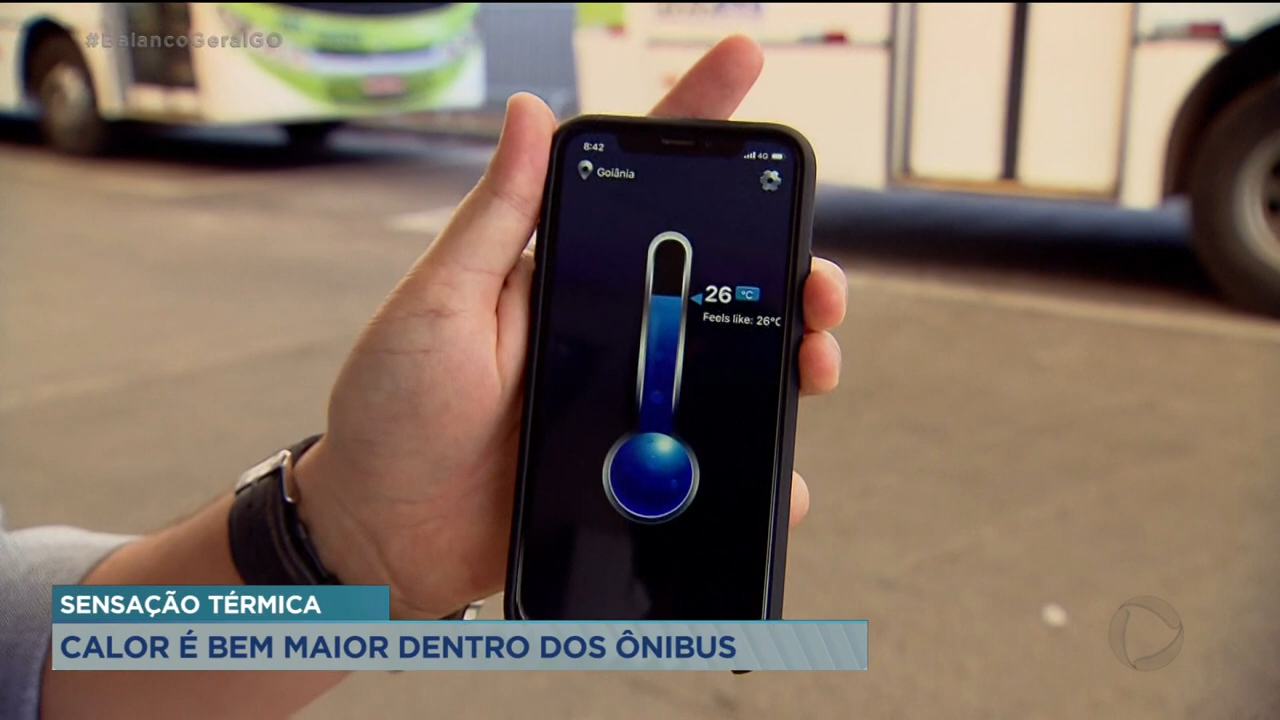 #BalancoGeralGO
8:42
4G
Goiânia
26 °C
Feels like: 26°C
SENSAÇÃO TÉRMICA
CALOR É BEM MAIOR DENTRO DOS ÔNIBUS